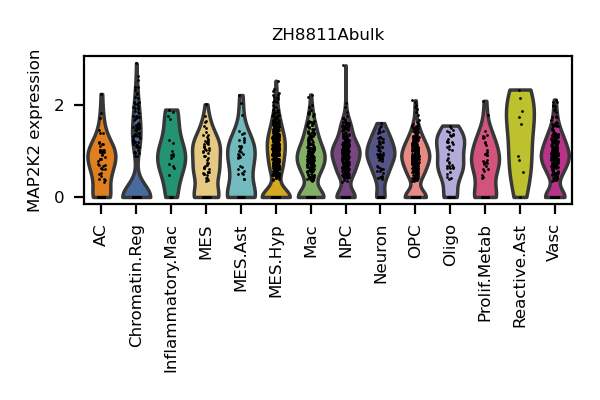 ZH8811Abulk
MAP2K2 expression
2
0
AC
Chromatin.Reg
Inflammatory.Mac
MES
MES.Ast
MES.Hyp
Mac
NPC
Neuron
OPC
Oligo
Prolif.Metab
Reactive.Ast
Vasc